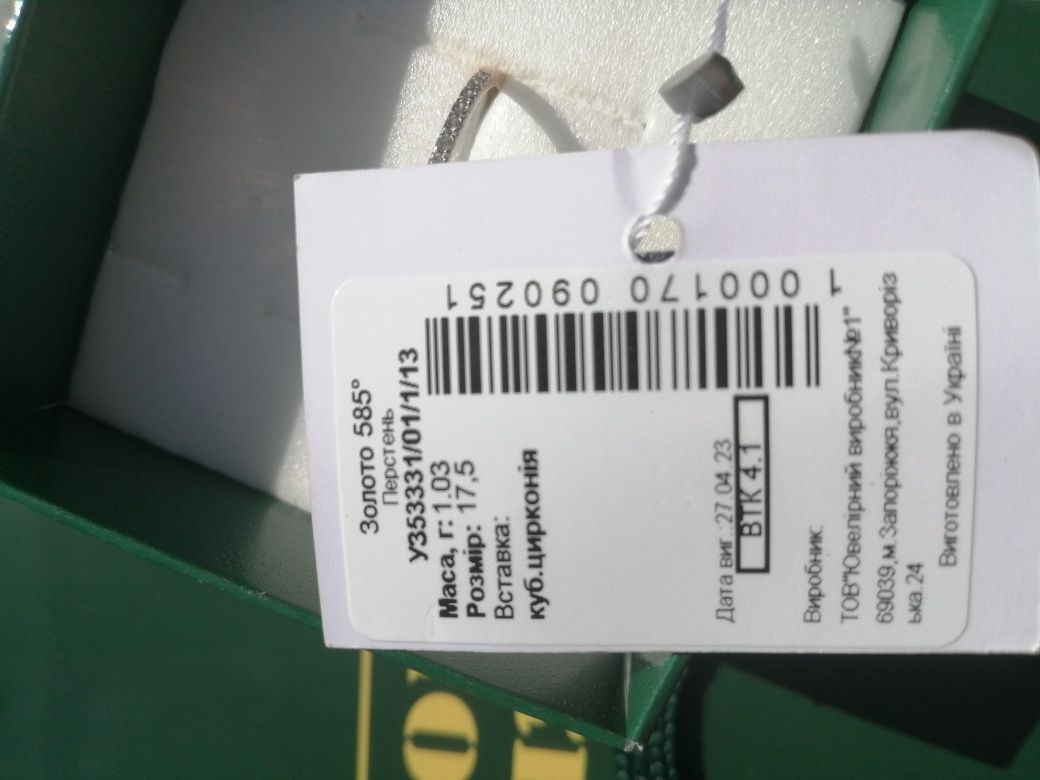 Золото 585°
Перстень
У353331/01/1/13
Маса, г: 1.03
Розмір: 17,5
Вставка:
куб.цирконія
1 000170 090251
Дата виг.:27.04.23
ВТК 4.1
Виробник:
ТОВ"Ювелірний виробник№1"
69039,м.Запоріжжя,вул.Криворіз
ька.24
Виготовлено в Україні